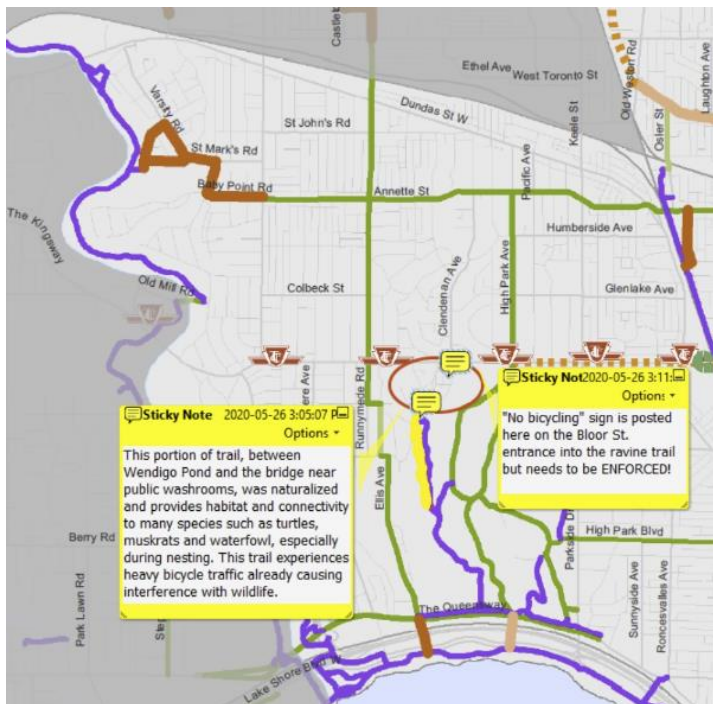 Castlet
Ethel Ave
West Toronto St
Old Weston Rd
Laughton Ave
Varsity Rd
Dundas St W
Keele St
Osler St
St John's Rd
St Mark's Rd
Pacific Ave
Baby Point Rd
Annette St
The Kingsway
Humberside Ave
High Park Ave
Clendenan Ave
Old Mill Rd
Colbeck St
Glenlake Ave
Runnymede Rd
ere Ave
Sticky Note 2020-05-26 3:05:07 P
Options
This portion of trail, between
Wendigo Pond and the bridge near
public washrooms, was naturalized
and provides habitat and connectivity
to many species such as turtles,
muskrats and waterfowl, especially
during nesting. This trail experiences
heavy bicycle traffic already causing
interference with wildlife.
Sticky Not 2020-05-26 3:11:
Options
"No bicycling" sign is posted
here on the Bloor St.
entrance into the ravine trail
but needs to be ENFORCED!
Ellis Ave
Berry Rd
High Park Blvd
Parkside D
Park Lawn Rd
Step
Sunnyside Ave
Roncesvalles Ave
The Queensway
Lake Shore Blvd W